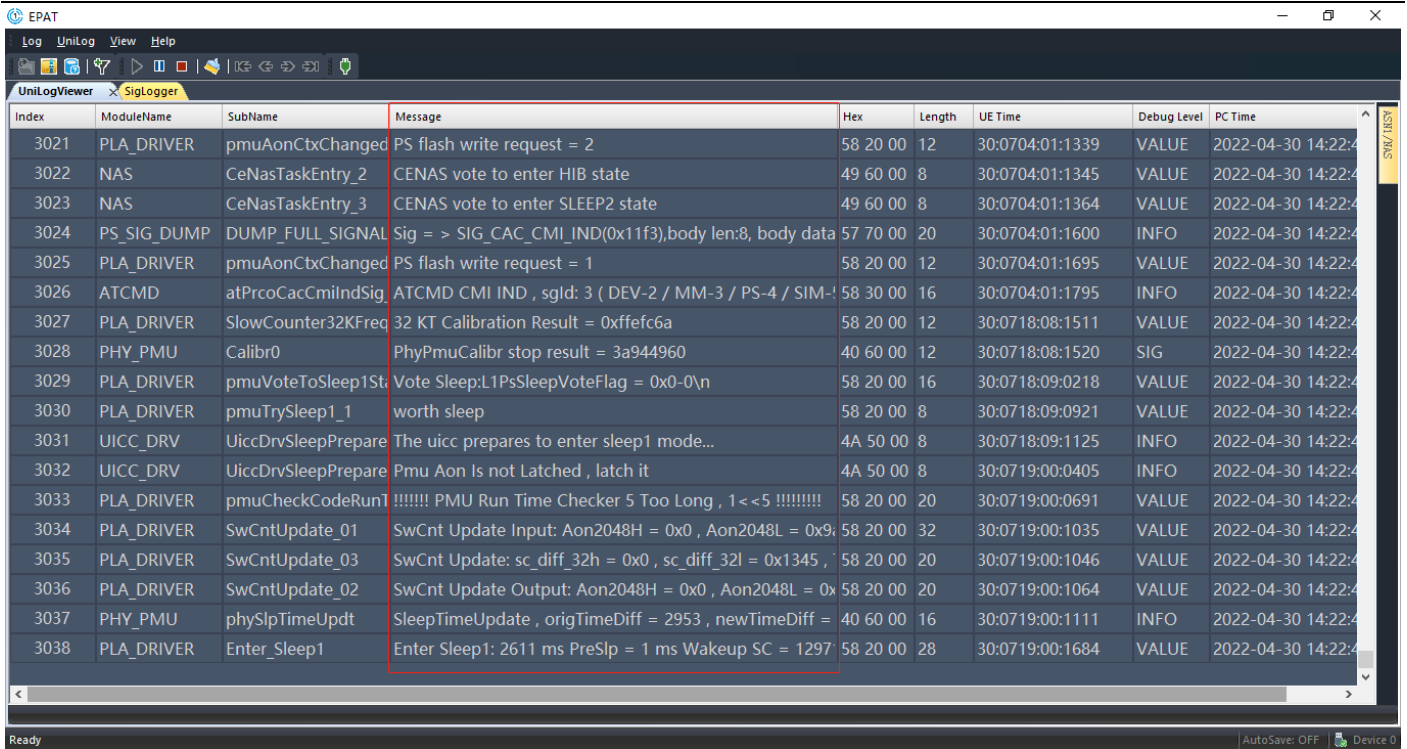 EPAT
Log UniLog View Help
UniLogViewer SigLogger
Index ModuleName SubName Message Hex Length UE Time Debug Level PC Time
3021 PLA_DRIVER pmuAonCtxChanged PS flash write request = 2 58 20 00 12 30:0704:01:1339 VALUE 2022-04-30 14:22:4
3022 NAS CeNasTaskEntry_2 CENAS vote to enter HIB state 49 60 00 8 30:0704:01:1345 VALUE 2022-04-30 14:22:4
3023 NAS CeNasTaskEntry_3 CENAS vote to enter SLEEP2 state 49 60 00 8 30:0704:01:1364 VALUE 2022-04-30 14:22:4
3024 PS_SIG_DUMP DUMP_FULL_SIGNAL Sig = > SIG_CAC_CMI_IND(0x11f3),body len:8, body data 57 70 00 20 30:0704:01:1600 INFO 2022-04-30 14:22:4
3025 PLA_DRIVER pmuAonCtxChanged PS flash write request = 1 58 20 00 12 30:0704:01:1695 VALUE 2022-04-30 14:22:4
3026 ATCMD atPrcoCacCmiIndSig_ ATCMD CMI IND , sgId: 3 ( DEV-2 / MM-3 / PS-4 / SIM- 58 30 00 16 30:0704:01:1795 INFO 2022-04-30 14:22:4
3027 PLA_DRIVER SlowCounter32KFreq 32 KT Calibration Result = 0xffefc6a 58 20 00 12 30:0718:08:1511 VALUE 2022-04-30 14:22:4
3028 PHY_PMU Calibr0 PhyPmuCalibr stop result = 3a944960 40 60 00 12 30:0718:08:1520 SIG 2022-04-30 14:22:4
3029 PLA_DRIVER pmuVoteToSleep1Sta Vote Sleep:L1PsSleepVoteFlag = 0x0-0\n 58 20 00 16 30:0718:09:0218 VALUE 2022-04-30 14:22:4
3030 PLA_DRIVER pmuTrySleep1_1 worth sleep 58 20 00 8 30:0718:09:0921 VALUE 2022-04-30 14:22:4
3031 UICC_DRV UiccDrvSleepPrepare The uicc prepares to enter sleep1 mode... 4A 50 00 8 30:0718:09:1125 INFO 2022-04-30 14:22:4
3032 UICC_DRV UiccDrvSleepPrepare Pmu Aon Is not Latched , latch it 4A 50 00 8 30:0719:00:0405 INFO 2022-04-30 14:22:4
3033 PLA_DRIVER pmuCheckCodeRunT !!!!!!! PMU Run Time Checker 5 Too Long , 1<<5 !!!!!!!!! 58 20 00 20 30:0719:00:0691 VALUE 2022-04-30 14:22:4
3034 PLA_DRIVER SwCntUpdate_01 SwCnt Update Input: Aon2048H = 0x0 , Aon2048L = 0x9a 58 20 00 32 30:0719:00:1035 VALUE 2022-04-30 14:22:4
3035 PLA_DRIVER SwCntUpdate_03 SwCnt Update: sc_diff_32h = 0x0 , sc_diff_32l = 0x1345 , 58 20 00 20 30:0719:00:1046 VALUE 2022-04-30 14:22:4
3036 PLA_DRIVER SwCntUpdate_02 SwCnt Update Output: Aon2048H = 0x0 , Aon2048L = 0x 58 20 00 20 30:0719:00:1064 VALUE 2022-04-30 14:22:4
3037 PHY_PMU phySlpTimeUpdt SleepTimeUpdate , origTimeDiff = 2953 , newTimeDiff = 40 60 00 16 30:0719:00:1111 INFO 2022-04-30 14:22:4
3038 PLA_DRIVER Enter_Sleep1 Enter Sleep1: 2611 ms PreSlp = 1 ms Wakeup SC = 1297 58 20 00 28 30:0719:00:1684 VALUE 2022-04-30 14:22:4
ASN1/NAS
Ready AutoSave: OFF Device 0